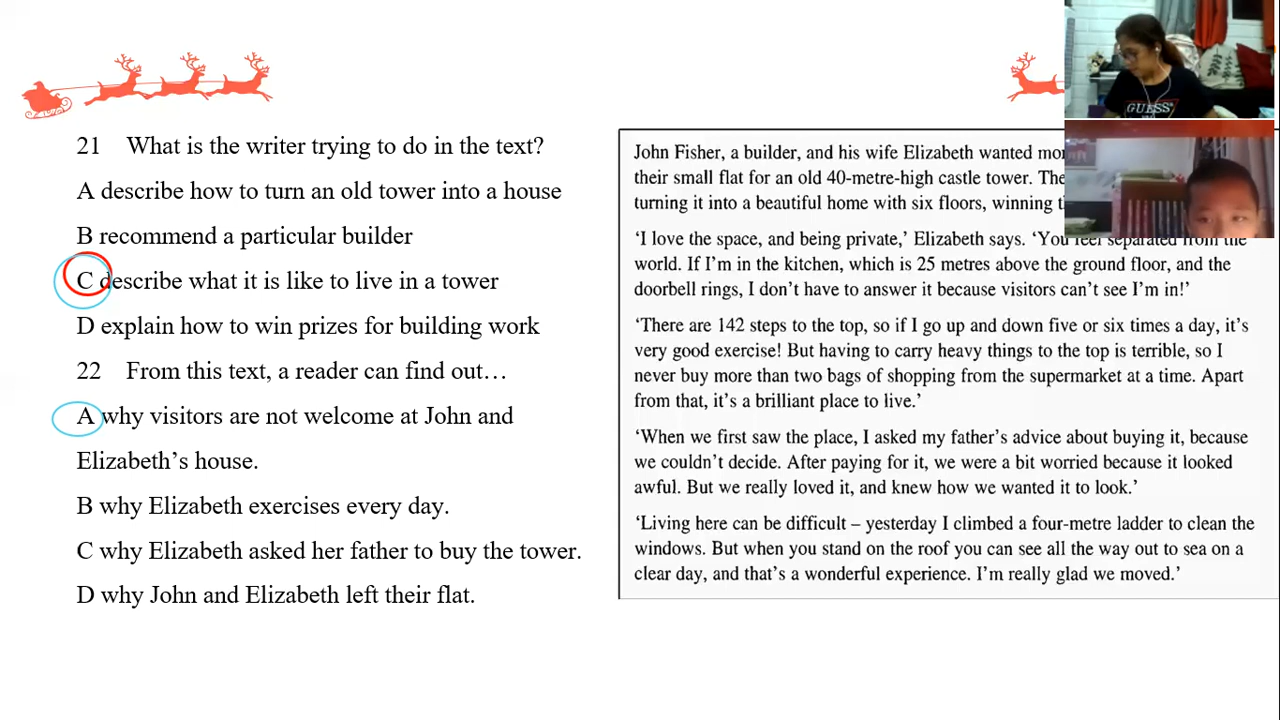 21 What is the writer trying to do in the text?
A describe how to turn an old tower into a house
B recommend a particular builder
C describe what it is like to live in a tower
D explain how to win prizes for building work
22 From this text, a reader can find out…
A why visitors are not welcome at John and
Elizabeth’s house.
B why Elizabeth exercises every day.
C why Elizabeth asked her father to buy the tower.
D why John and Elizabeth left their flat.
John Fisher, a builder, and his wife Elizabeth wanted
their small flat for an old 40-metre-high castle tower.
turning it into a beautiful home with six floors, winning
‘I love the space, and being private,’ Elizabeth says. ‘You feel separated from the
world. If I’m in the kitchen, which is 25 metres above the ground floor, and the
doorbell rings, I don’t have to answer it because visitors can’t see I’m in!’
‘There are 142 steps to the top, so if I go up and down five or six times a day, it’s
very good exercise! But having to carry heavy things to the top is terrible, so I
never buy more than two bags of shopping from the supermarket at a time. Apart
from that, it’s a brilliant place to live.’
‘When we first saw the place, I asked my father’s advice about buying it, because
we couldn’t decide. After paying for it, we were a bit worried because it looked
awful. But we really loved it, and knew how we wanted it to look.’
‘Living here can be difficult – yesterday I climbed a four-metre ladder to clean the
windows. But when you stand on the roof you can see all the way out to sea on a
clear day, and that’s a wonderful experience. I’m really glad we moved.’
GUESS